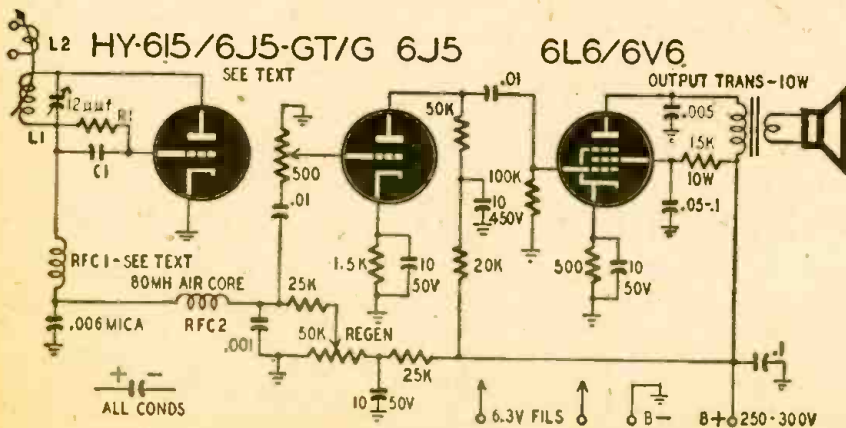 HY-615/6J5-GT/G 6J5 6L6/6V6
L2
SEE TEXT
OUTPUT TRANS-10W
12μμf
R1
L1
C1
500
.01
50K
.01
100K
10
450V
.005
15K
10W
.05-.1
RFC1-SEE TEXT
80MH AIR CORE
RFC2
25K
1.5K
10
50V
20K
500
10
50V
.006 MICA
.001
50K
REGEN
25K
.1
+ -
ALL CONDS
10
50V
6.3V FILS
B-
B+
250-300V